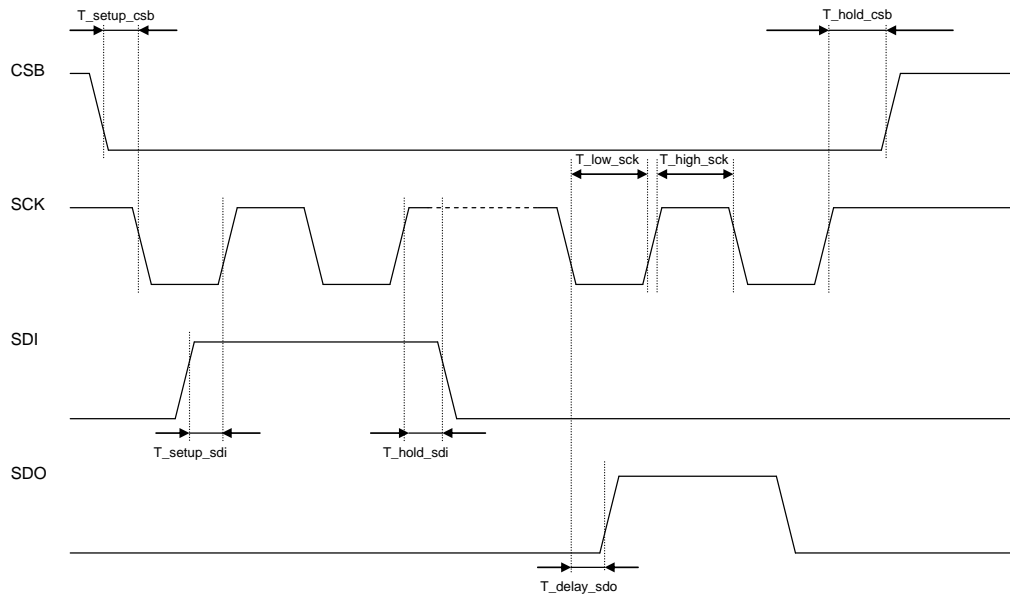 T_setup_csb
T_hold_csb
CSB
T_low_sck
T_high_sck
SCK
SDI
T_setup_sdi
T_hold_sdi
SDO
T_delay_sdo